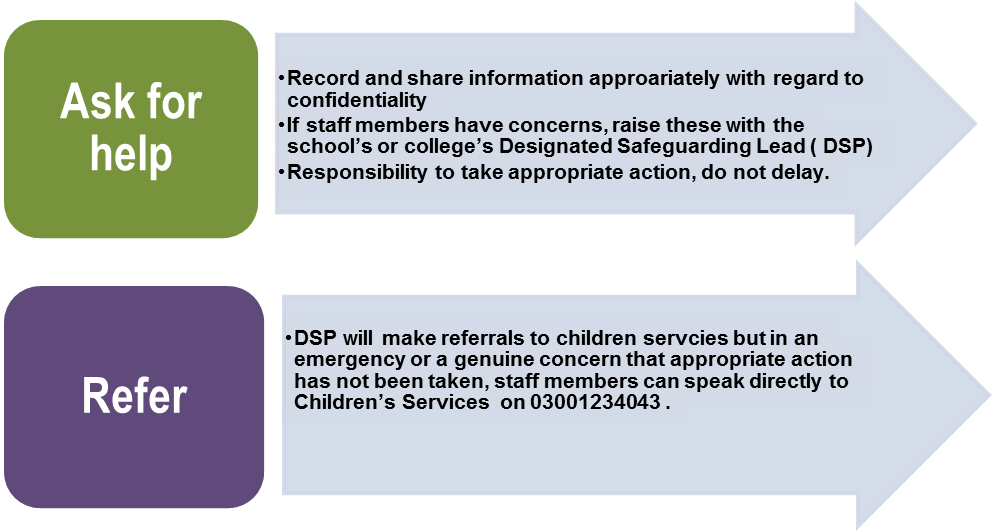 Ask for
help
•Record and share information approariately with regard to
confidentiality
•If staff members have concerns, raise these with the
school’s or college’s Designated Safeguarding Lead ( DSP)
•Responsibility to take appropriate action, do not delay.
Refer
•DSP will make referrals to children servcies but in an
emergency or a genuine concern that appropriate action
has not been taken, staff members can speak directly to
Children’s Services on 03001234043 .